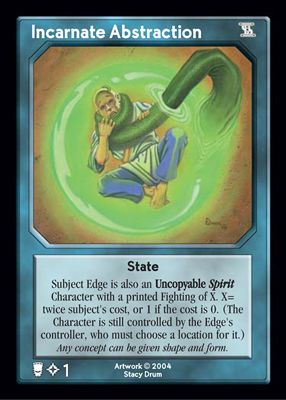 Incarnate Abstraction
State
Subject Edge is also an Uncopyable Spirit
Character with a printed Fighting of X. X=
twice subject's cost, or 1 if the cost is 0. (The
Character is still controlled by the Edge's
controller, who must choose a location for it.)
Any concept can be given shape and form.
1
Artwork © 2004
Stacy Drum